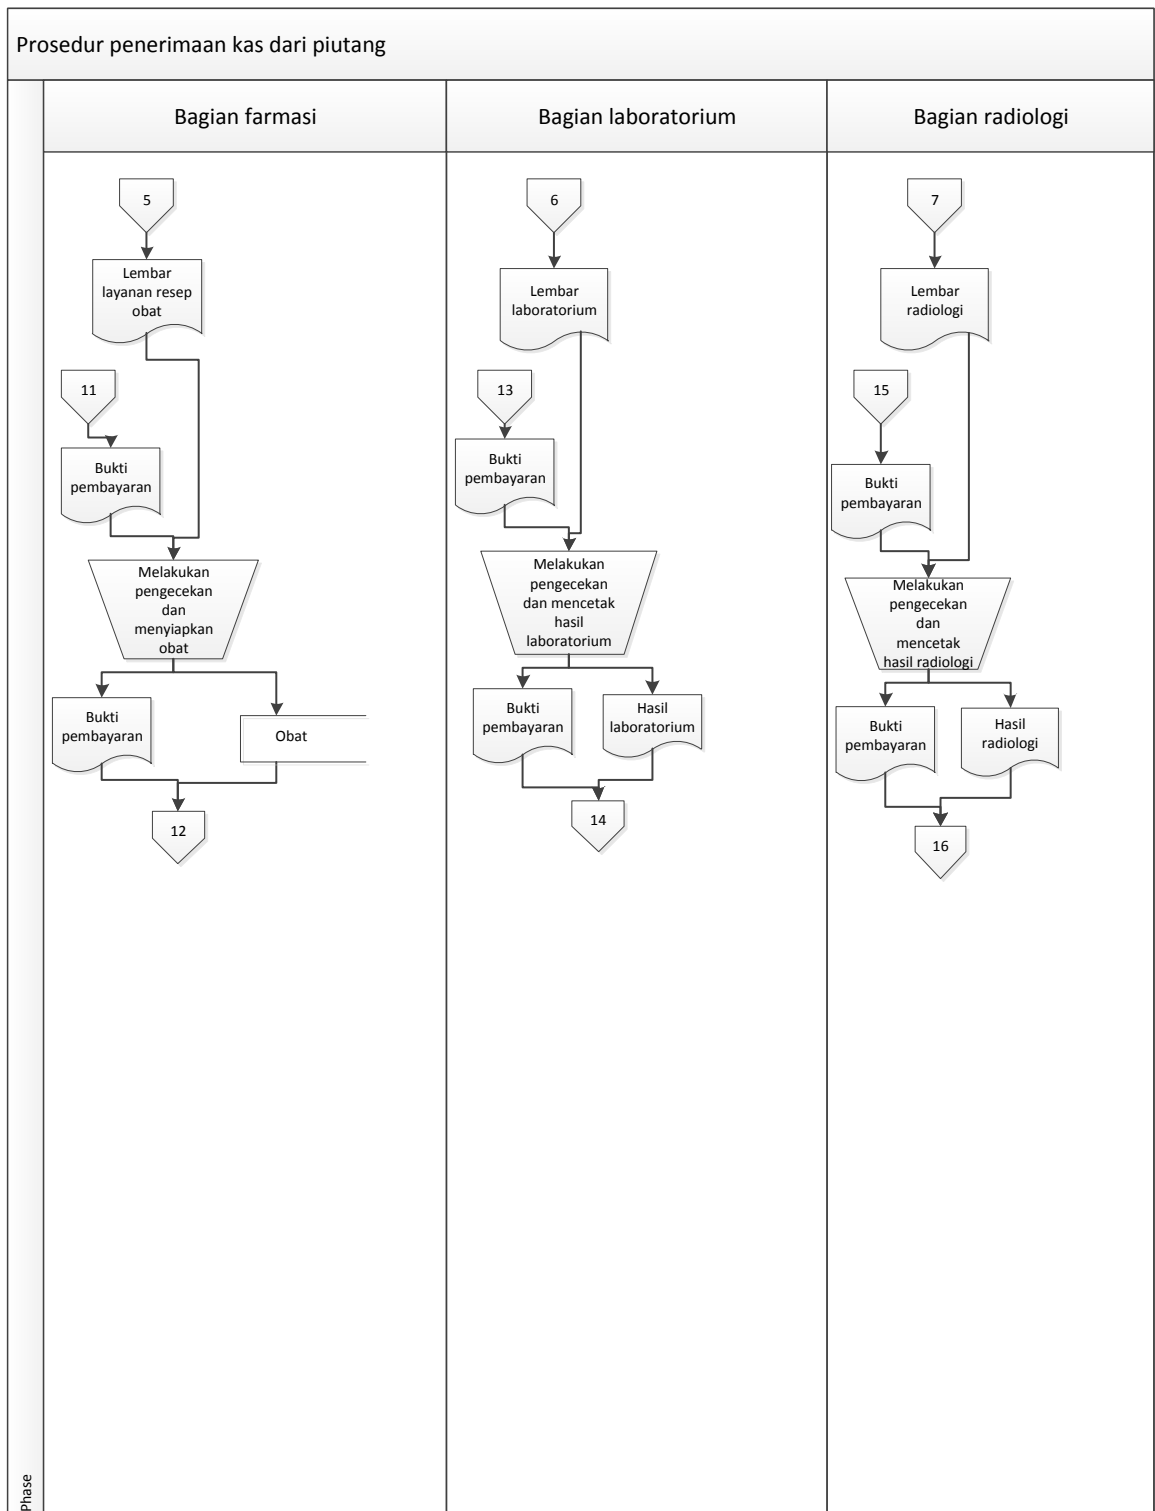 Prosedur penerimaan kas dari piutang
Bagian farmasi
Bagian laboratorium
Bagian radiologi
5
Lembar
layanan resep
obat
11
Bukti
pembayaran
Melakukan
pengecekan
dan
menyiapkan
obat
Bukti
pembayaran
Obat
12
6
Lembar
laboratorium
13
Bukti
pembayaran
Melakukan
pengecekan
dan mencetak
hasil
laboratorium
Bukti
pembayaran
Hasil
laboratorium
14
7
Lembar
radiologi
15
Bukti
pembayaran
Melakukan
pengecekan
dan
mencetak
hasil radiologi
Bukti
pembayaran
Hasil
radiologi
16
Phase